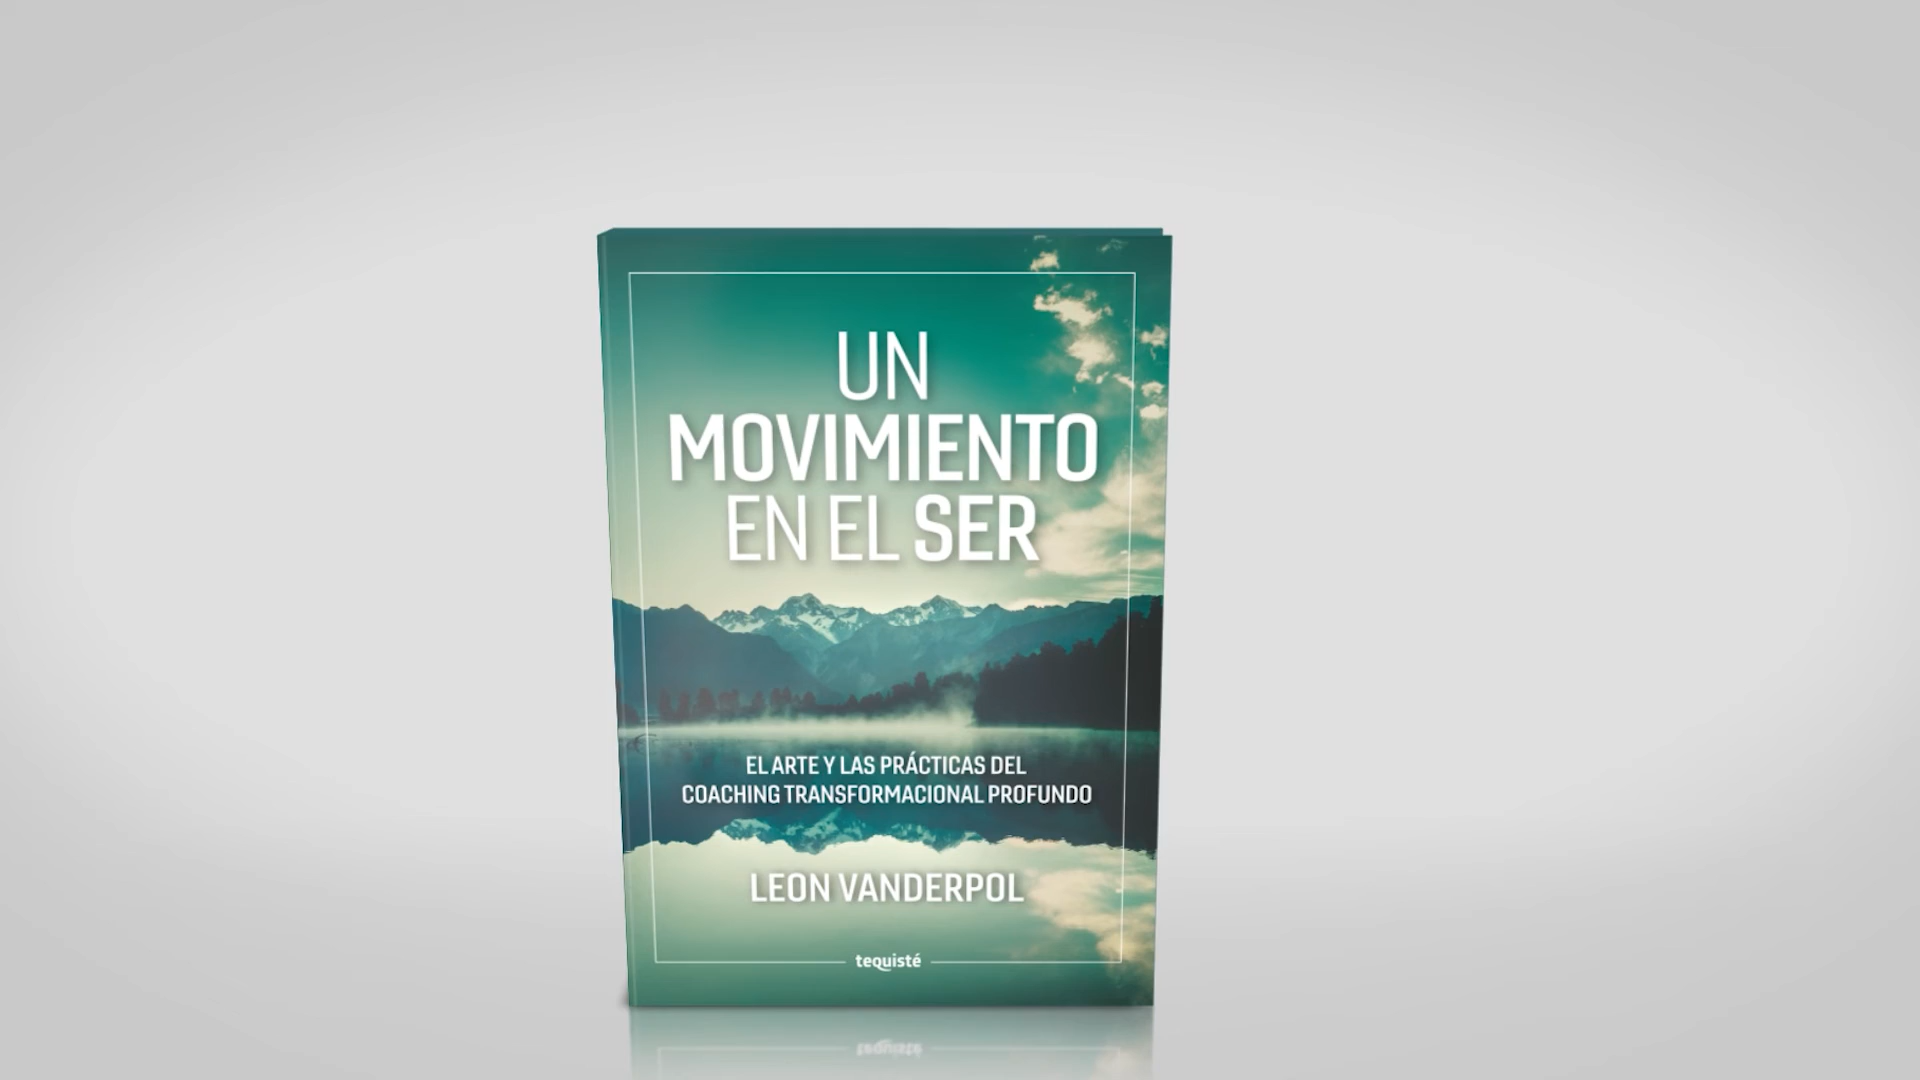 UN
MOVIMIENTO
EN EL SER
EL ARTE Y LAS PRÁCTICAS DEL
COACHING TRANSFORMACIONAL PROFUNDO
LEON VANDERPOL
tequisté